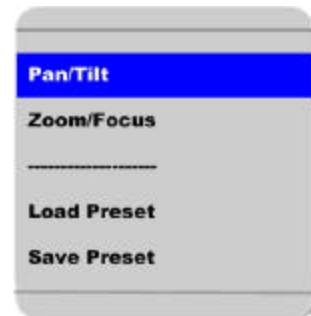 Pan/Tilt
Zoom/Focus
--------------------
Load Preset
Save Preset